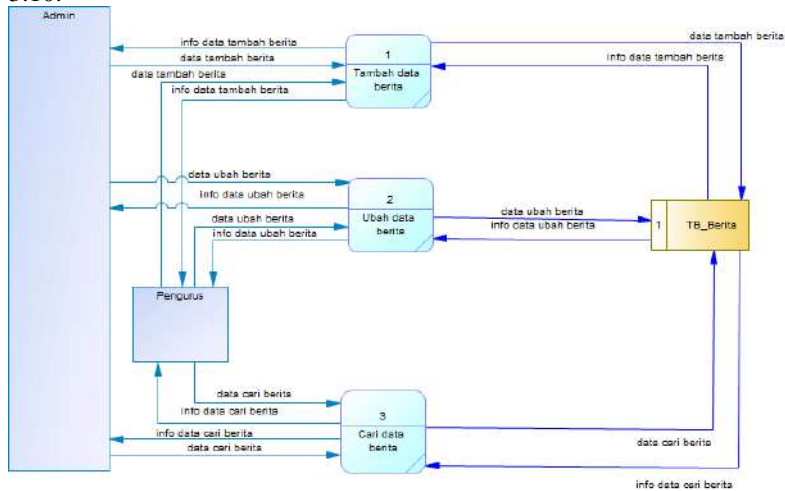 3.10.
Admin
info data tambah berita
data tambah berita
data tambah berita
info data tambah berita
1
Tambah data
berita
data tambah berita
info data tambah berita
data ubah berita
info data ubah berita
data ubah berita
info data ubah berita
2
Ubah data
berita
data ubah berita
info data ubah berita
1
TB_Berita
Pengurus
data cari berita
info data cari berita
info data cari berita
data cari berita
3
Cari data
berita
data cari berita
info data cari berita